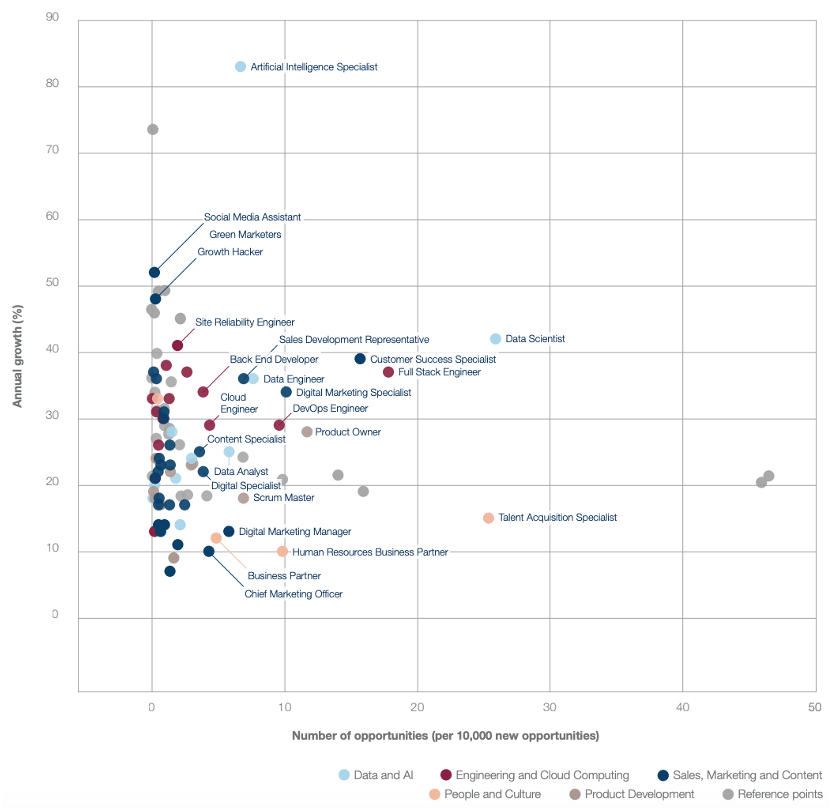 90
Artificial Intelligence Specialist
80
70
60
Social Media Assistant
Green Marketers
Growth Hacker
50
Site Reliability Engineer
Sales Development Representative
Data Scientist
40
Back End Developer
Customer Success Specialist
Full Stack Engineer
Data Engineer
Digital Marketing Specialist
Cloud
Engineer
DevOps Engineer
30
Product Owner
Content Specialist
Data Analyst
Digital Specialist
20
Scrum Master
Talent Acquisition Specialist
Digital Marketing Manager
10
Human Resources Business Partner
Business Partner
Chief Marketing Officer
0
Annual growth (%)
0 10 20 30 40 50
Number of opportunities (per 10,000 new opportunities)
Data and AI Engineering and Cloud Computing Sales, Marketing and Content
People and Culture Product Development Reference points